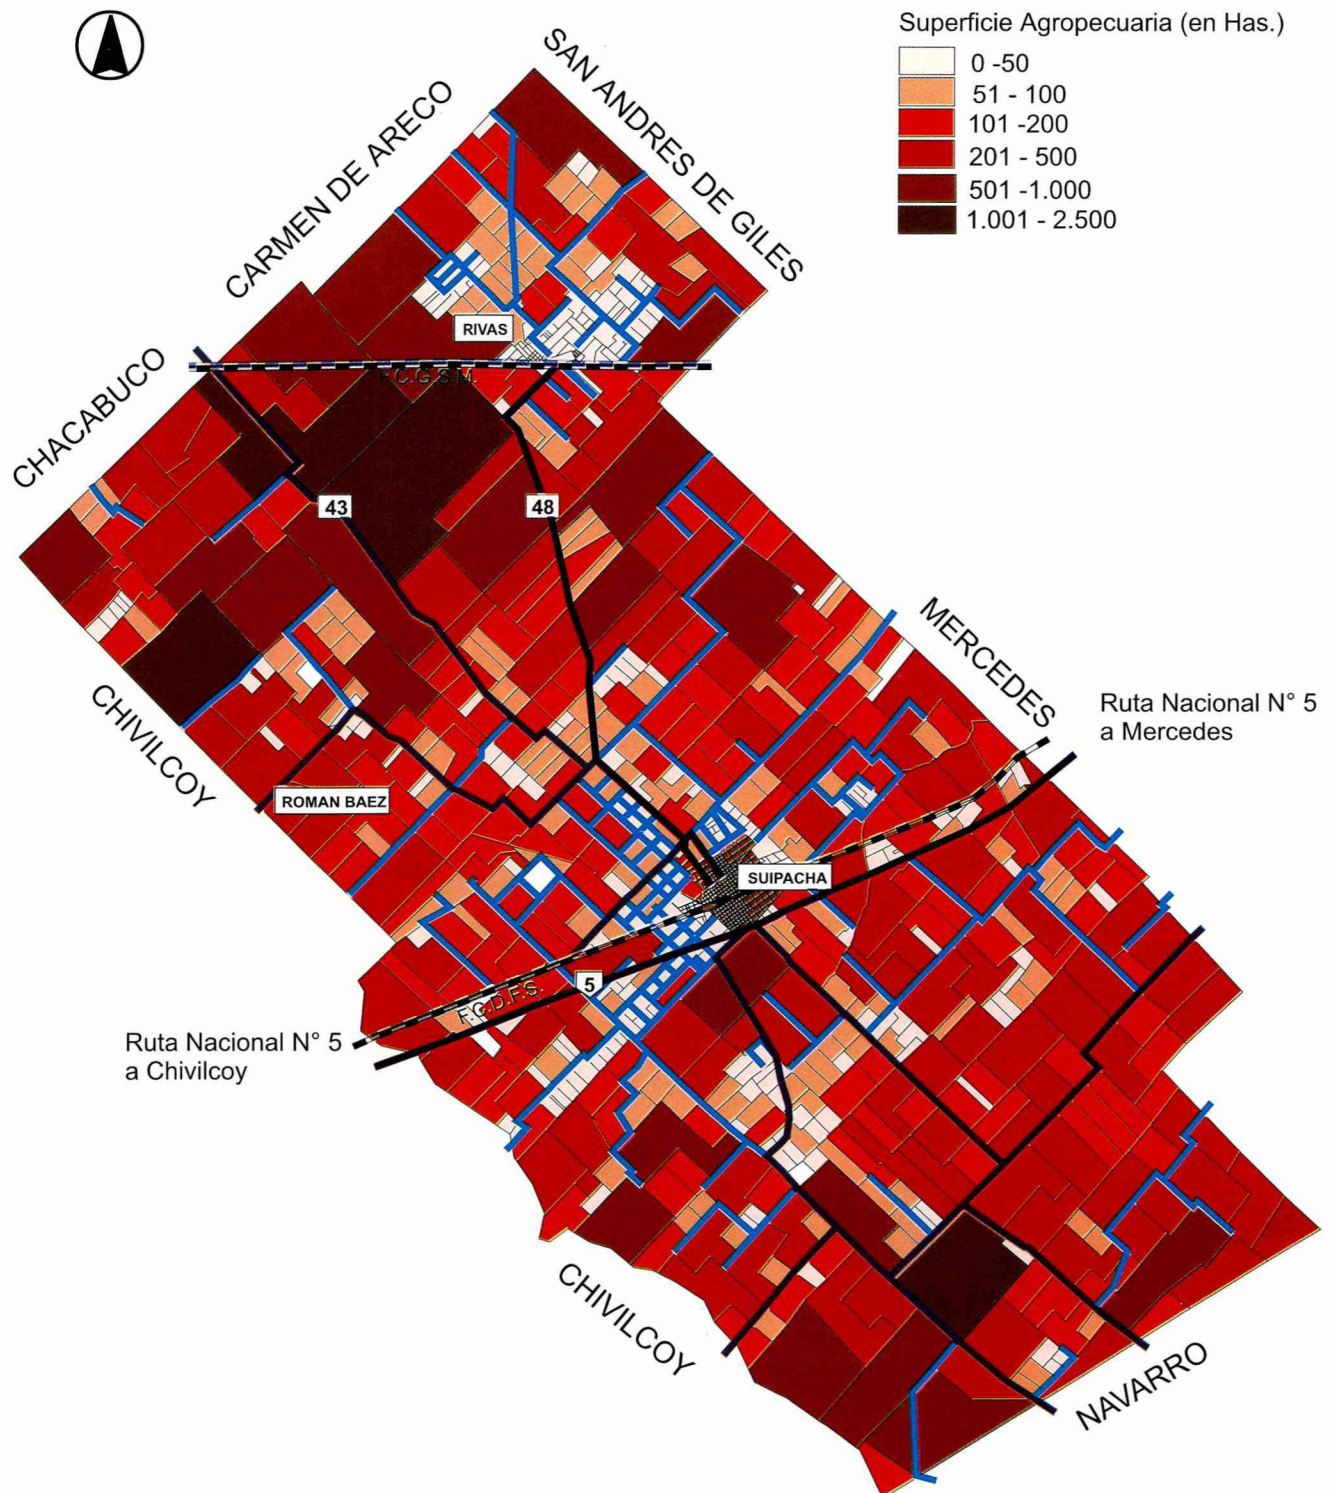 Superficie Agropecuaria (en Has.)
0 -50
51 - 100
101 -200
201 - 500
501 -1.000
1.001 - 2.500
SAN ANDRES DE GILES
CARMEN DE ARECO
RIVAS
CHACABUCO
F.C.G.S.M.
43
48
MERCEDES
CHIVILCOY
Ruta Nacional N° 5
a Mercedes
ROMAN BAEZ
SUIPACHA
5
F.C.D.F.S.
Ruta Nacional N° 5
a Chivilcoy
CHIVILCOY
NAVARRO